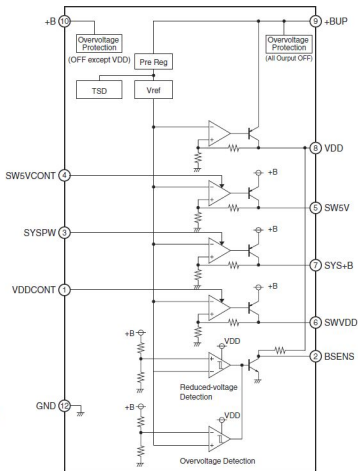 +B 10
9 +BUP
Overvoltage
Protection
(OFF except VDD)
Overvoltage
Protection
(All Ourput OFF)
Pre Reg
TSD
Vref
8 VDD
SW5VCONT 4
+B
5 SW5V
SYSPW 3
+B
7 SYS+B
VDDCONT 1
+B
6 SWVDD
+B
VDD
2 BSENS
Reduced-voltage
Detection
GND 12
+B
VDD
Overvoltage Detection